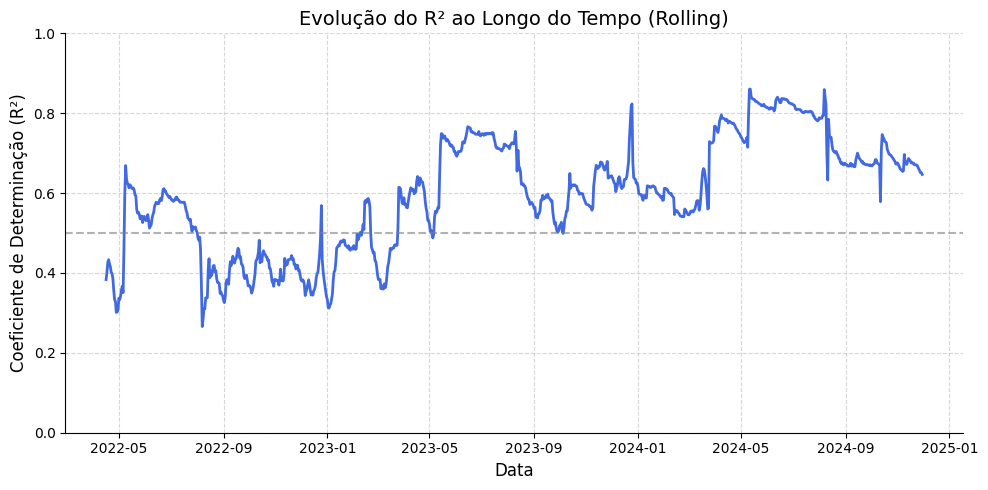 Evolução do R² ao Longo do Tempo (Rolling)
Coeficiente de Determinação (R²)
1.0
0.8
0.6
0.4
0.2
0.0
2022-05 2022-09 2023-01 2023-05 2023-09 2024-01 2024-05 2024-09 2025-01
Data